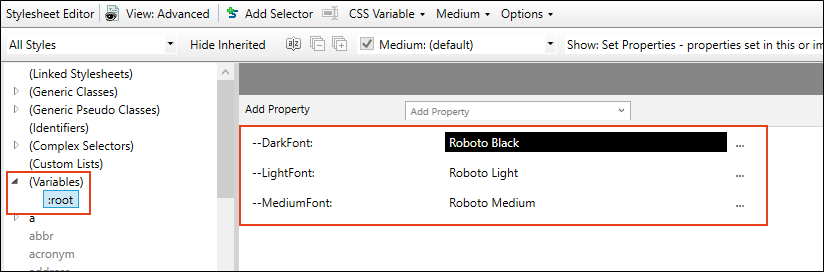 Stylesheet Editor View: Advanced Add Selector CSS Variable Medium Options
All Styles Hide Inherited Medium: (default) Show: Set Properties - properties set in this or im
(Linked Stylesheets)
(Generic Classes)
(Generic Pseudo Classes)
(Identifiers)
(Complex Selectors)
(Custom Lists)
(Variables)
:root
a
abbr
acronym
Add Property Add Property
--DarkFont: Roboto Black ...
--LightFont: Roboto Light ...
--MediumFont: Roboto Medium ...